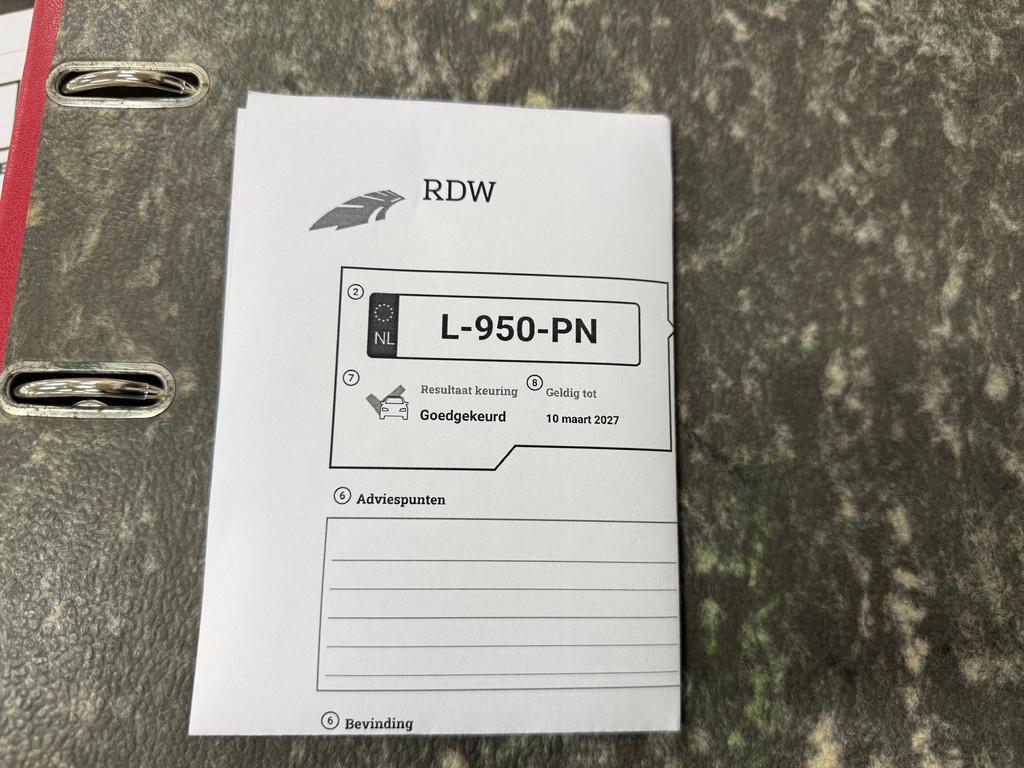 RDW
2
NL
L-950-PN
7
Resultaat keuring
8
Geldig tot
Goedgekeurd
10 maart 2027
6 Adviespunten
6 Bevinding